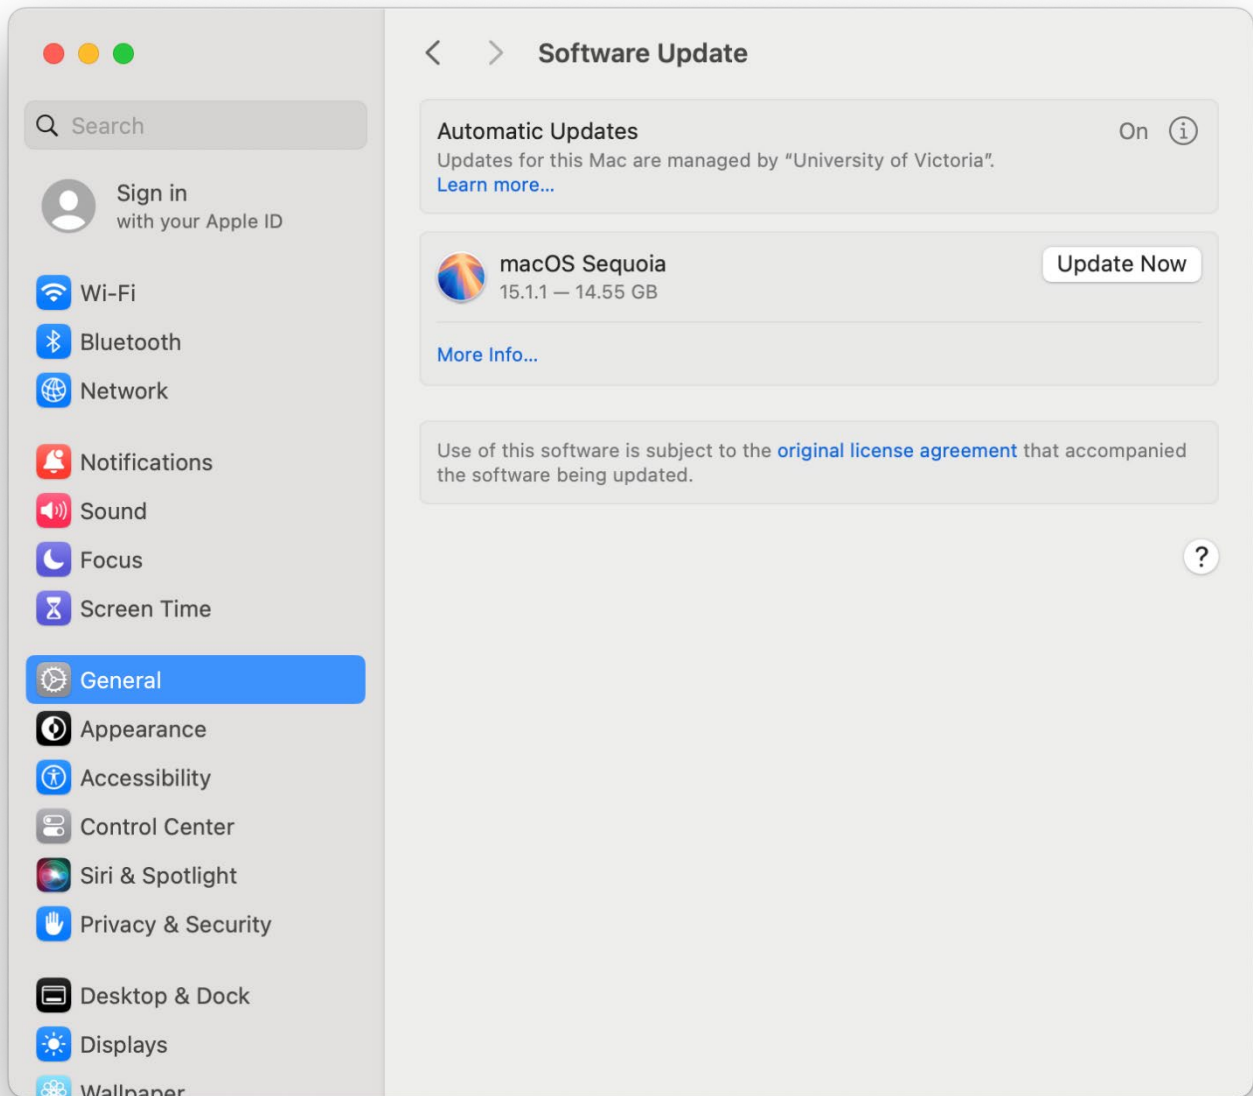 Software Update
Search
Sign in
with your Apple ID
Wi-Fi
Bluetooth
Network
Notifications
Sound
Focus
Screen Time
General
Appearance
Accessibility
Control Center
Siri & Spotlight
Privacy & Security
Desktop & Dock
Displays
Wallpaper
Automatic Updates
On
Updates for this Mac are managed by “University of Victoria”.
Learn more...
macOS Sequoia
Update Now
15.1.1 — 14.55 GB
More Info...
Use of this software is subject to the original license agreement that accompanied
the software being updated.
?